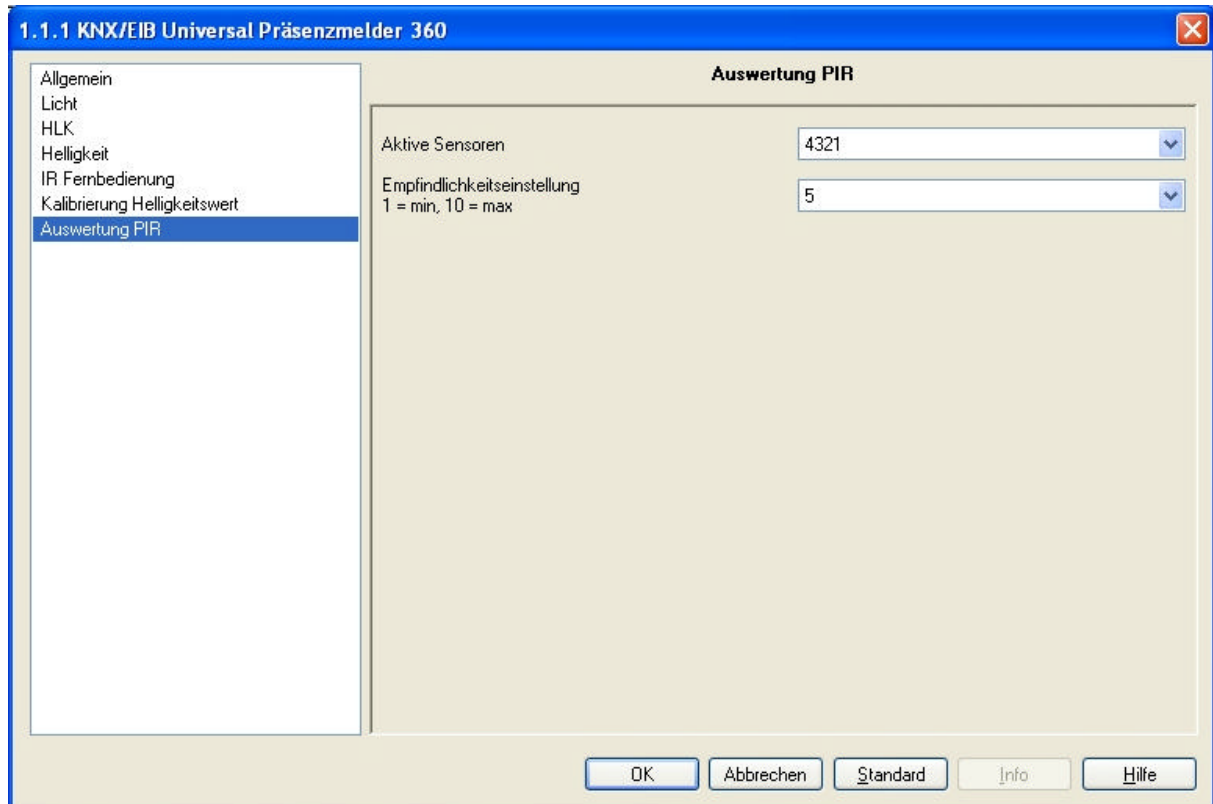 1.1.1 KNX/EIB Universal Präsenzmelder 360
Allgemein
Licht
HLK
Helligkeit
IR Fernbedienung
Kalibrierung Helligkeitswert
Auswertung PIR
Auswertung PIR
Aktive Sensoren
4321
Empfindlichkeitseinstellung
1 = min, 10 = max
5
OK
Abbrechen
Standard
Info
Hilfe